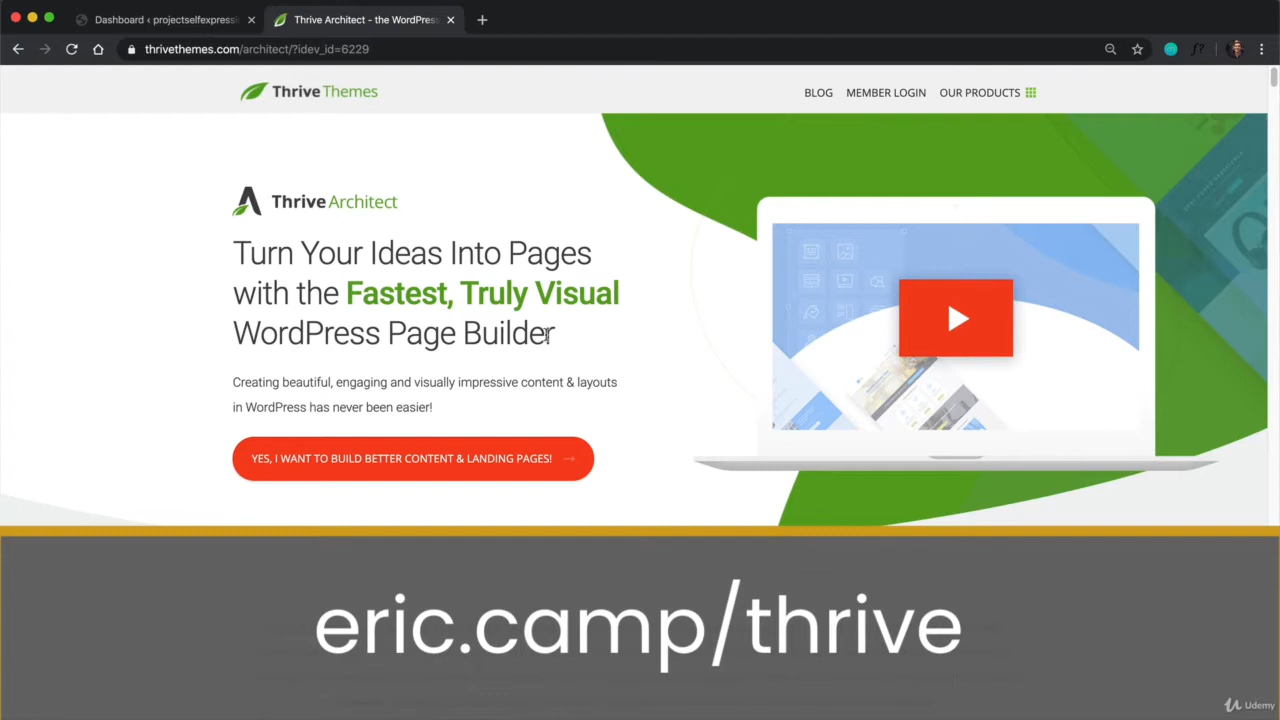 Dashboard ‹ projectselfexpressi
Thrive Architect - the WordPress
thrivethemes.com/architect/?idev_id=6229
f?
Thrive Themes
BLOG
MEMBER LOGIN
OUR PRODUCTS
Thrive Architect
Turn Your Ideas Into Pages
with the Fastest, Truly Visual
WordPress Page Builder
Creating beautiful, engaging and visually impressive content & layouts
in WordPress has never been easier!
YES, I WANT TO BUILD BETTER CONTENT & LANDING PAGES! →
eric.camp/thrive
Udemy